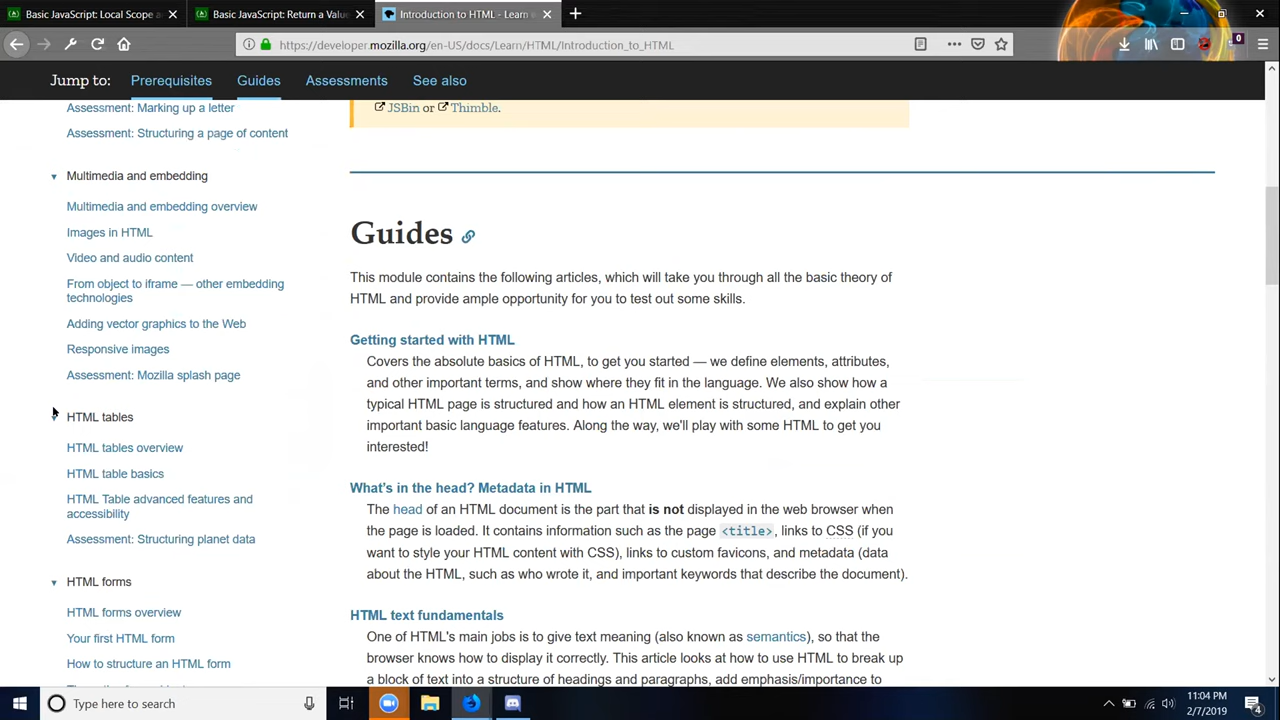 Basic JavaScript: Local Scope a
Basic JavaScript: Return a Value
Introduction to HTML - Learn
https://developer.mozilla.org/en-US/docs/Learn/HTML/Introduction_to_HTML
0
Jump to: Prerequisites Guides Assessments See also
Assessment: Marking up a letter
Assessment: Structuring a page of content
Multimedia and embedding
Multimedia and embedding overview
Images in HTML
Video and audio content
From object to iframe — other embedding
technologies
Adding vector graphics to the Web
Responsive images
Assessment: Mozilla splash page
HTML tables
HTML tables overview
HTML table basics
HTML Table advanced features and
accessibility
Assessment: Structuring planet data
HTML forms
HTML forms overview
Your first HTML form
How to structure an HTML form
JSBin or Thimble.
Guides
This module contains the following articles, which will take you through all the basic theory of
HTML and provide ample opportunity for you to test out some skills.
Getting started with HTML
Covers the absolute basics of HTML, to get you started — we define elements, attributes,
and other important terms, and show where they fit in the language. We also show how a
typical HTML page is structured and how an HTML element is structured, and explain other
important basic language features. Along the way, we'll play with some HTML to get you
interested!
What's in the head? Metadata in HTML
The head of an HTML document is the part that is not displayed in the web browser when
the page is loaded. It contains information such as the page <title>, links to CSS (if you
want to style your HTML content with CSS), links to custom favicons, and metadata (data
about the HTML, such as who wrote it, and important keywords that describe the document).
HTML text fundamentals
One of HTML's main jobs is to give text meaning (also known as semantics), so that the
browser knows how to display it correctly. This article looks at how to use HTML to break up
a block of text into a structure of headings and paragraphs, add emphasis/importance to
Type here to search
11:04 PM
2/7/2019
4